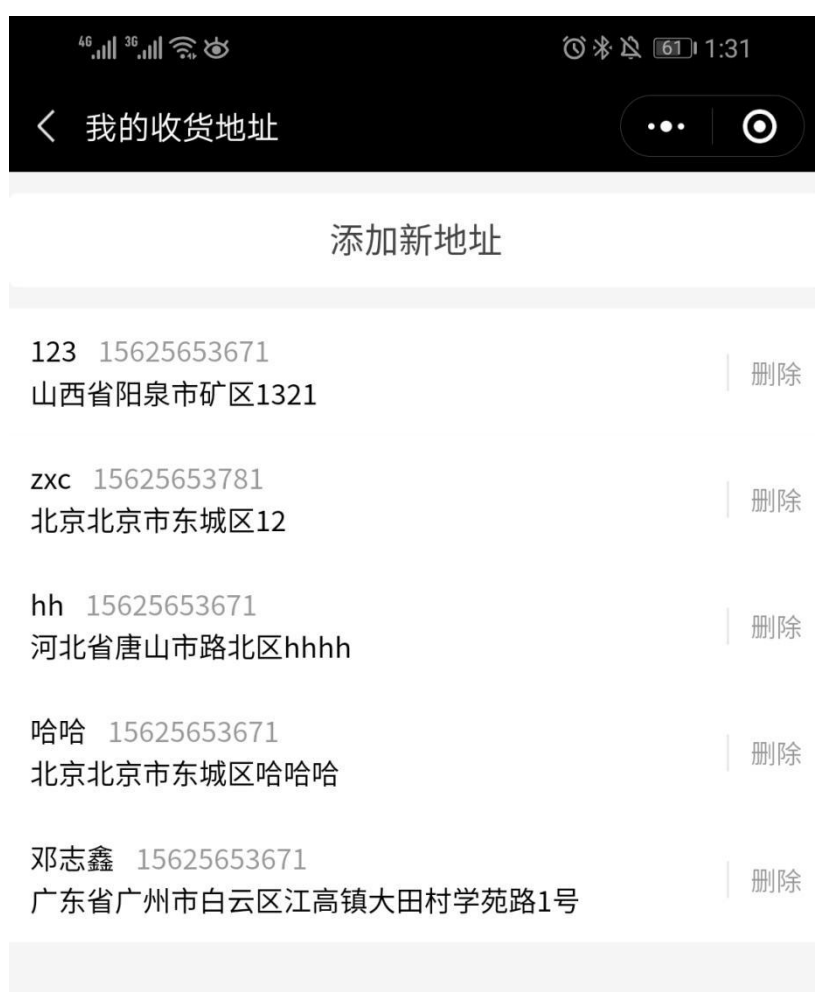 4G 3G 61 1:31
我的收货地址
添加新地址
123 15625653671
山西省阳泉市矿区1321
删除
zxc 15625653781
北京北京市东城区12
删除
hh 15625653671
河北省唐山市路北区hhhh
删除
哈哈 15625653671
北京北京市东城区哈哈哈
删除
邓志鑫 15625653671
广东省广州市白云区江高镇大田村学苑路1号
删除